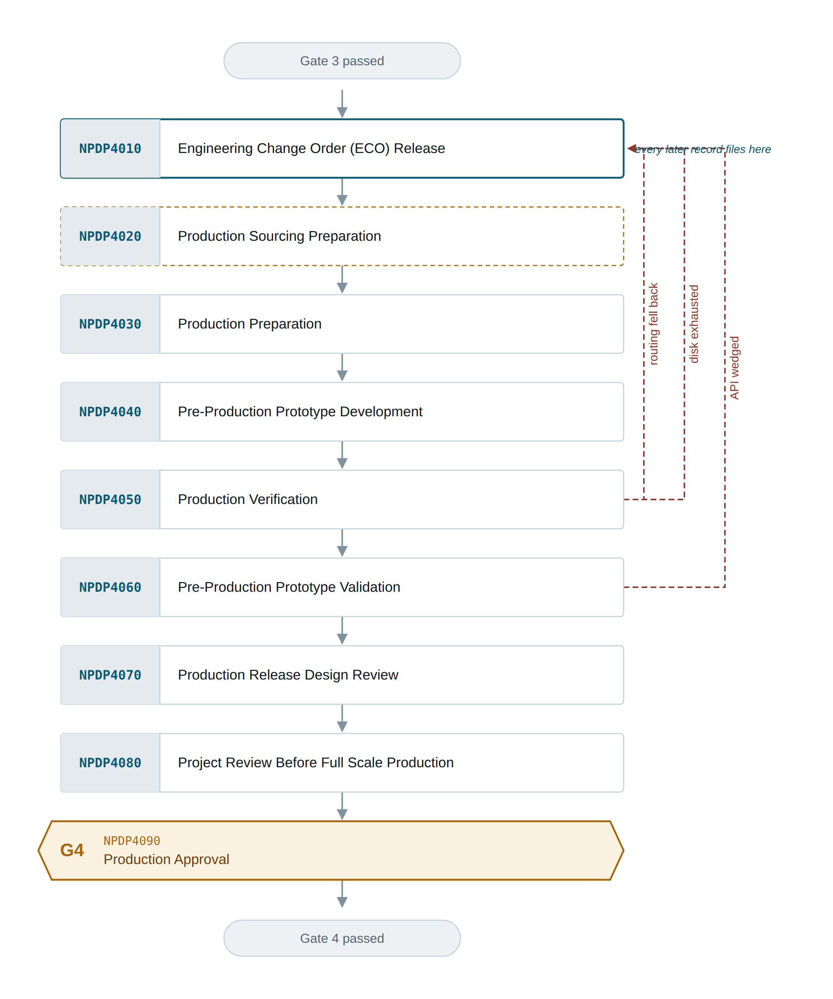 Gate 3 passed
NPDP4010
Engineering Change Order (ECO) Release
every later record files here
NPDP4020
Production Sourcing Preparation
routing fell back
disk exhausted
API wedged
NPDP4030
Production Preparation
NPDP4040
Pre-Production Prototype Development
NPDP4050
Production Verification
NPDP4060
Pre-Production Prototype Validation
NPDP4070
Production Release Design Review
NPDP4080
Project Review Before Full Scale Production
G4
NPDP4090
Production Approval
Gate 4 passed